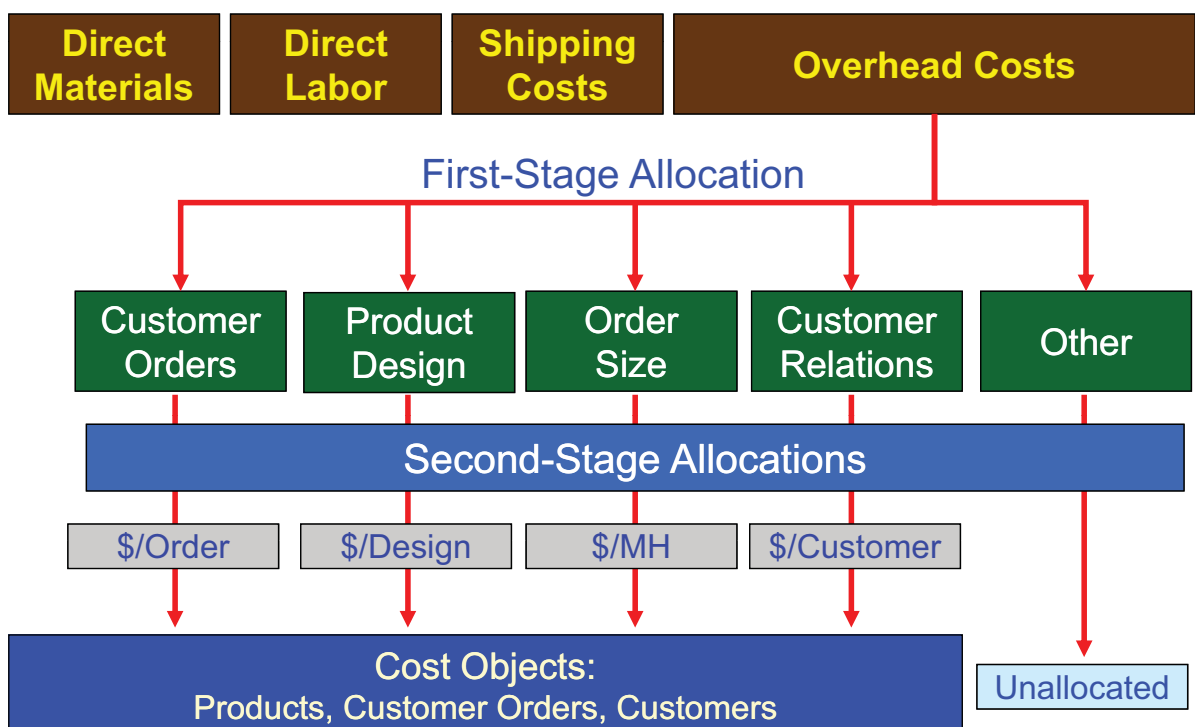 Direct
Materials
Direct
Labor
Shipping
Costs
Overhead Costs
First-Stage Allocation
Customer
Orders
Product
Design
Order
Size
Customer
Relations
Other
Second-Stage Allocations
$/Order
$/Design
$/MH
$/Customer
Cost Objects:
Products, Customer Orders, Customers
Unallocated